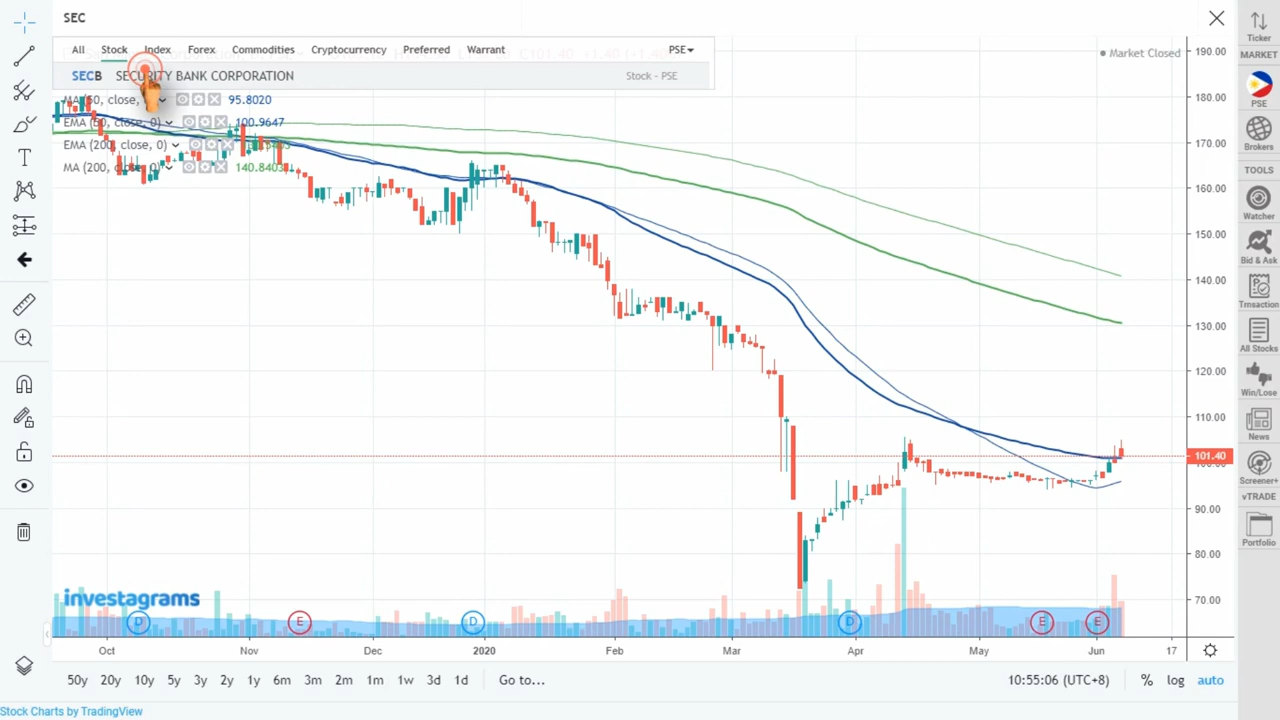 SEC
All Stock Index Forex Commodities Cryptocurrency Preferred Warrant PSE
SECB SECURITY BANK CORPORATION Stock - PSE
Market Closed
MA (50, close, 0) 95.8020
EMA (50, close, 0) 100.9647
EMA (200, close, 0)
MA (200, close, 0) 140.8403
190.00
180.00
170.00
160.00
150.00
140.00
130.00
120.00
110.00
101.40
100.00
90.00
80.00
70.00
investagrams
D E D D E E
Oct Nov Dec 2020 Feb Mar Apr May Jun 17
50y 20y 10y 5y 3y 2y 1y 6m 3m 2m 1m 1w 3d 1d Go to... 10:55:06 (UTC+8) % log auto
Stock Charts by TradingView
Ticker
MARKET
PSE
Brokers
TOOLS
Watcher
Bid & Ask
Trnsaction
All Stocks
Win/Lose
News
Screener+
vTRADE
Portfolio